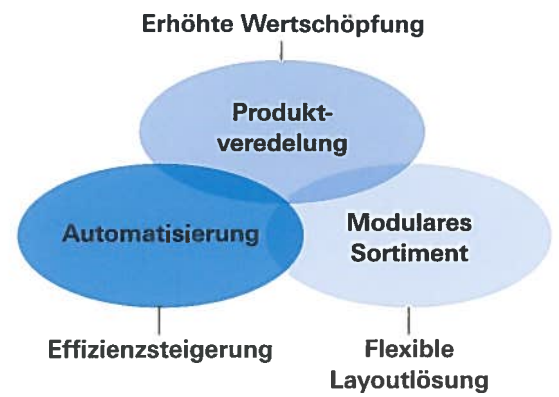 Erhöhte Wertschöpfung
Produkt-
veredelung
Automatisierung
Modulares
Sortiment
Effizienzsteigerung
Flexible
Layoutlösung